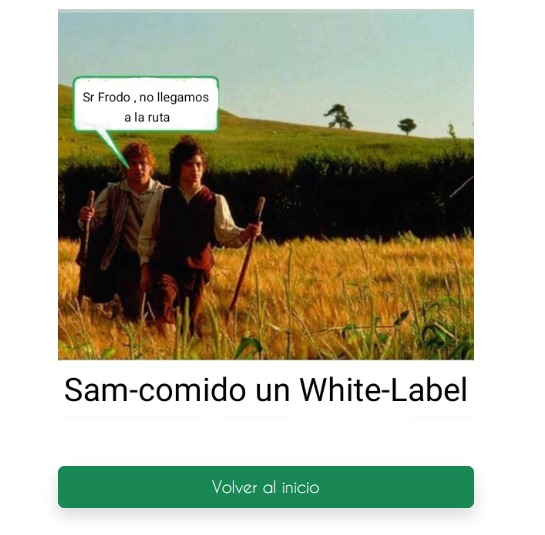 Sr Frodo , no llegamos
a la ruta
Sam-comido un White-Label
Volver al inicio